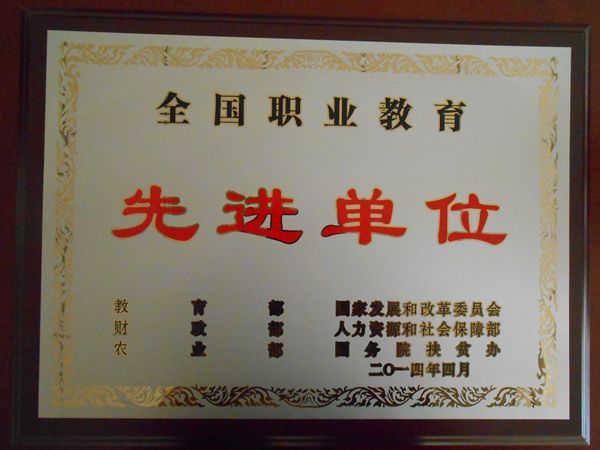 全国职业教育
先进单位
教育部 国家发展和改革委员会
财政部 人力资源和社会保障部
农业部 国务院扶贫办
二〇一四年四月